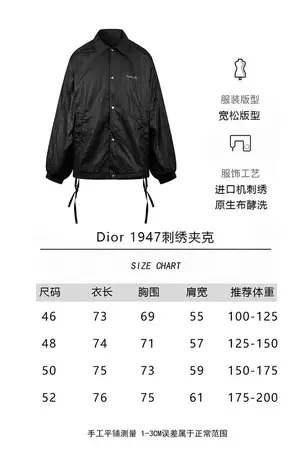 服装版型
宽松版型
服饰工艺
进口机刺绣
原生布酵洗
Dior 1947刺绣夹克
SIZE CHART
尺码 衣长 胸围 肩宽 推荐体重
46 73 69 55 100-125
48 74 71 57 125-150
50 75 73 59 150-175
52 76 75 61 175-200
手工平铺测量 1-3CM误差属于正常范围